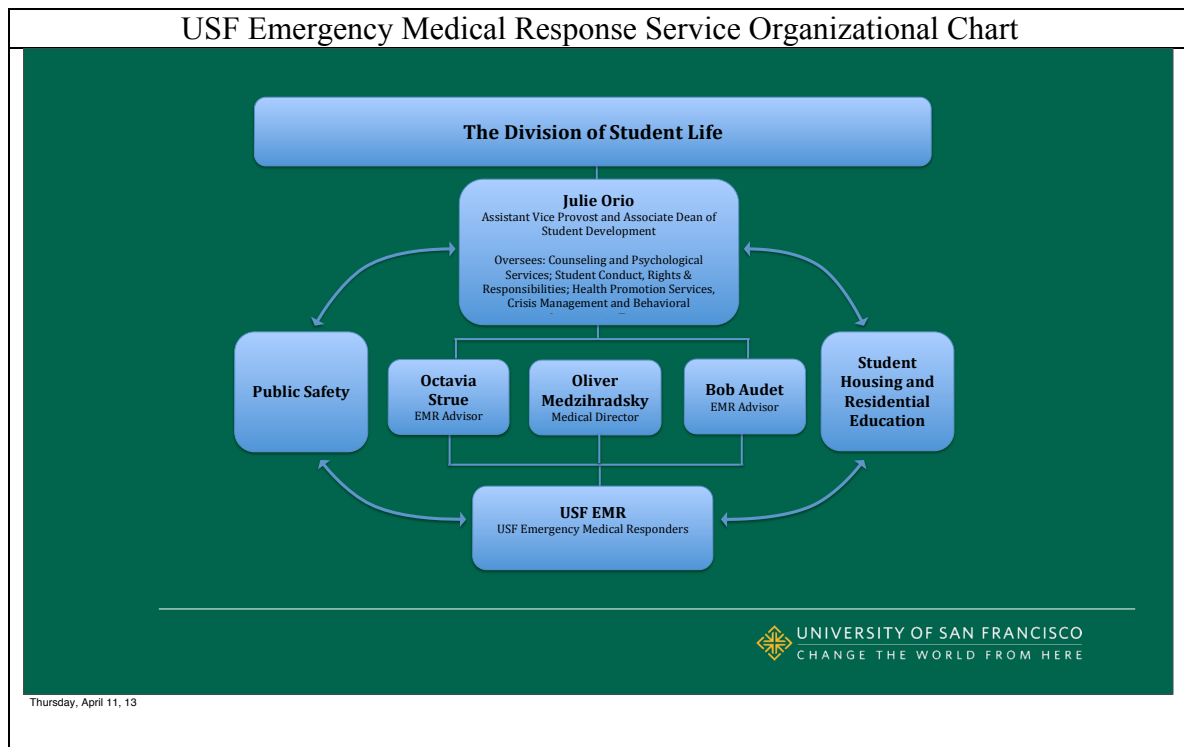 USF Emergency Medical Response Service Organizational Chart
The Division of Student Life
Julie Orio
Assistant Vice Provost and Associate Dean of
Student Development
Oversees: Counseling and Psychological
Services; Student Conduct, Rights &
Responsibilities; Health Promotion Services,
Crisis Management and Behavioral
Public Safety
Octavia
Strue
EMR Advisor
Oliver
Medzihradsky
Medical Director
Bob Audet
EMR Advisor
Student
Housing and
Residential
Education
USF EMR
USF Emergency Medical Responders
UNIVERSITY OF SAN FRANCISCO
CHANGE THE WORLD FROM HERE
Thursday, April 11, 13